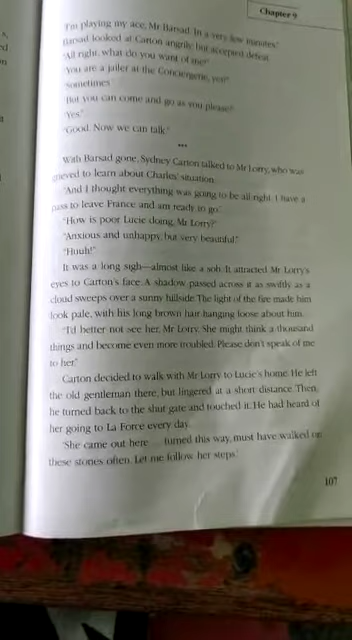 Chapter 9
"I'm playing my ace, Mr Barsad. In a very few minutes."
Barsad looked at Carton angrily but accepted defeat.
"All right, what do you want of me?"
"You are a jailer at the Conciergerie, yes?"
"Sometimes."
"But you can come and go as you please?"
"Yes."
"Good. Now we can talk."
***
With Barsad gone, Sydney Carton talked to Mr Lorry, who was
grieved to learn about Charles' situation.
"And I thought everything was going to be all right. I have a
pass to leave France and am ready to go."
"How is poor Lucie doing, Mr Lorry?"
"Anxious and unhappy, but very beautiful."
"Huuh!"
It was a long sigh—almost like a sob. It attracted Mr Lorry's
eyes to Carton's face. A shadow passed across it as swiftly as a
cloud sweeps over a sunny hillside. The light of the fire made him
look pale, with his long brown hair hanging loose about him.
"I'd better not see her, Mr Lorry. She might think a thousand
things and become even more troubled. Please don't speak of me
to her."
Carton decided to walk with Mr Lorry to Lucie's home. He left
the old gentleman there, but lingered at a short distance. Then,
he turned back to the shut gate and touched it. He had heard of
her going to La Force every day.
'She came out here ... turned this way, must have walked on
these stones often. Let me follow her steps.'
107